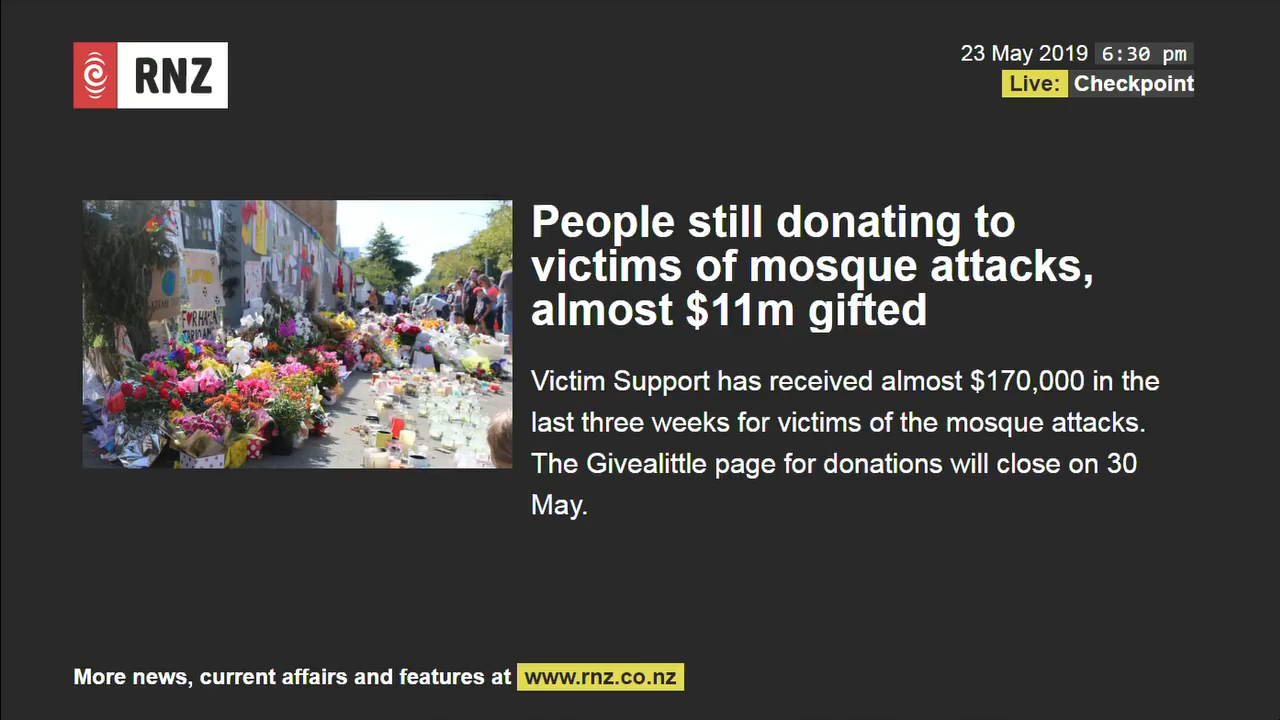 RNZ
23 May 2019 6:30 pm
Live: Checkpoint
People still donating to
victims of mosque attacks,
almost $11m gifted
Victim Support has received almost $170,000 in the
last three weeks for victims of the mosque attacks.
The Givealittle page for donations will close on 30
May.
More news, current affairs and features at www.rnz.co.nz